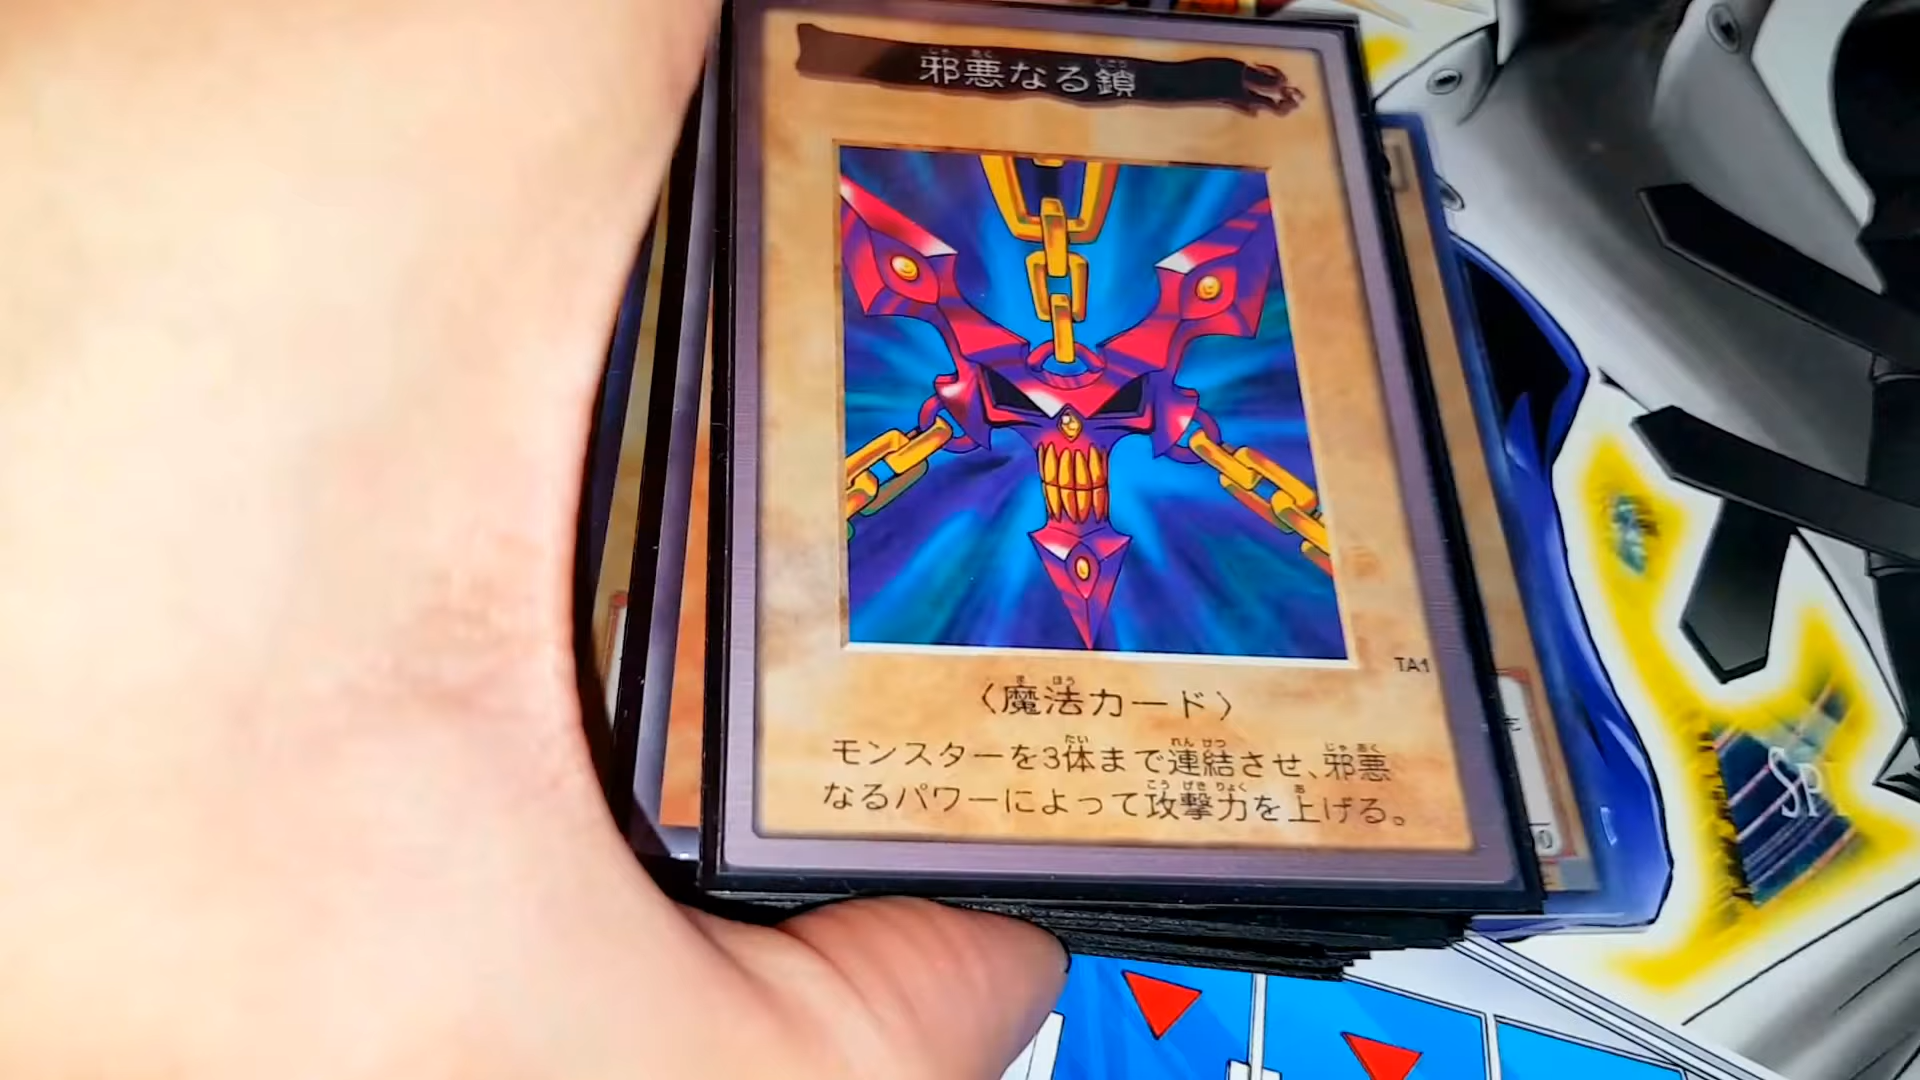 邪悪なる鎖
TA1
〈魔法カード〉
モンスターを3体まで連結させ、邪悪
なるパワーによって攻撃力を上げる。
SP